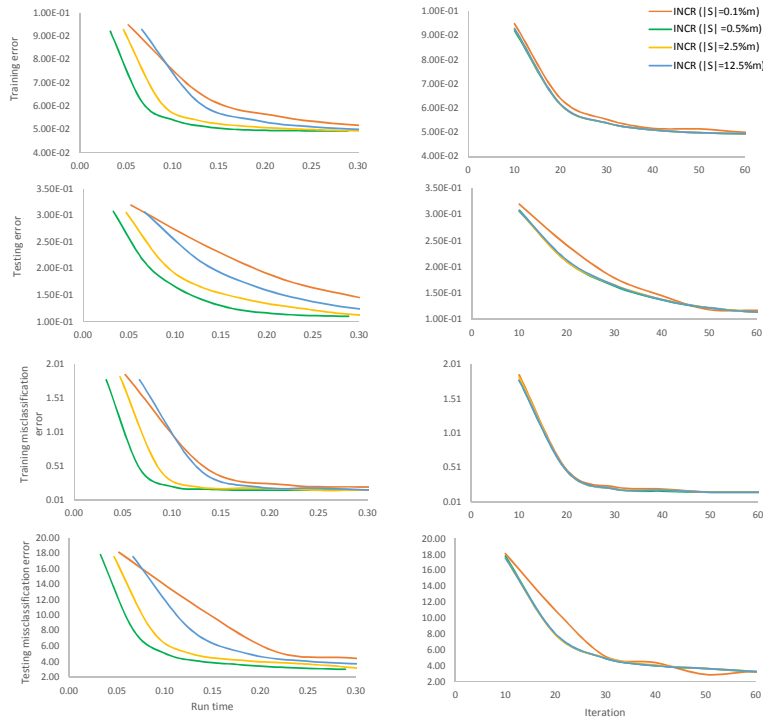 1.00E-01
9.00E-02
8.00E-02
7.00E-02
6.00E-02
5.00E-02
4.00E-02
Training error
0.00 0.05 0.10 0.15 0.20 0.25 0.30
1.00E-01
9.00E-02
8.00E-02
7.00E-02
6.00E-02
5.00E-02
4.00E-02
0 10 20 30 40 50 60
INCR (|S|=0.1%m)
INCR (|S| =0.5%m)
INCR (|S|=2.5%m)
INCR (|S|=12.5%m)
3.50E-01
3.00E-01
2.50E-01
2.00E-01
1.50E-01
1.00E-01
Testing error
0.00 0.05 0.10 0.15 0.20 0.25 0.30
3.50E-01
3.00E-01
2.50E-01
2.00E-01
1.50E-01
1.00E-01
0 10 20 30 40 50 60
2.01
1.51
1.01
0.51
0.01
Training misclassification
error
0.00 0.05 0.10 0.15 0.20 0.25 0.30
2.01
1.51
1.01
0.51
0.01
0 10 20 30 40 50 60
20.00
18.00
16.00
14.00
12.00
10.00
8.00
6.00
4.00
2.00
Testing missclassification error
0.00 0.05 0.10 0.15 0.20 0.25 0.30
Run time
20.00
18.00
16.00
14.00
12.00
10.00
8.00
6.00
4.00
2.00
0 10 20 30 40 50 60
Iteration